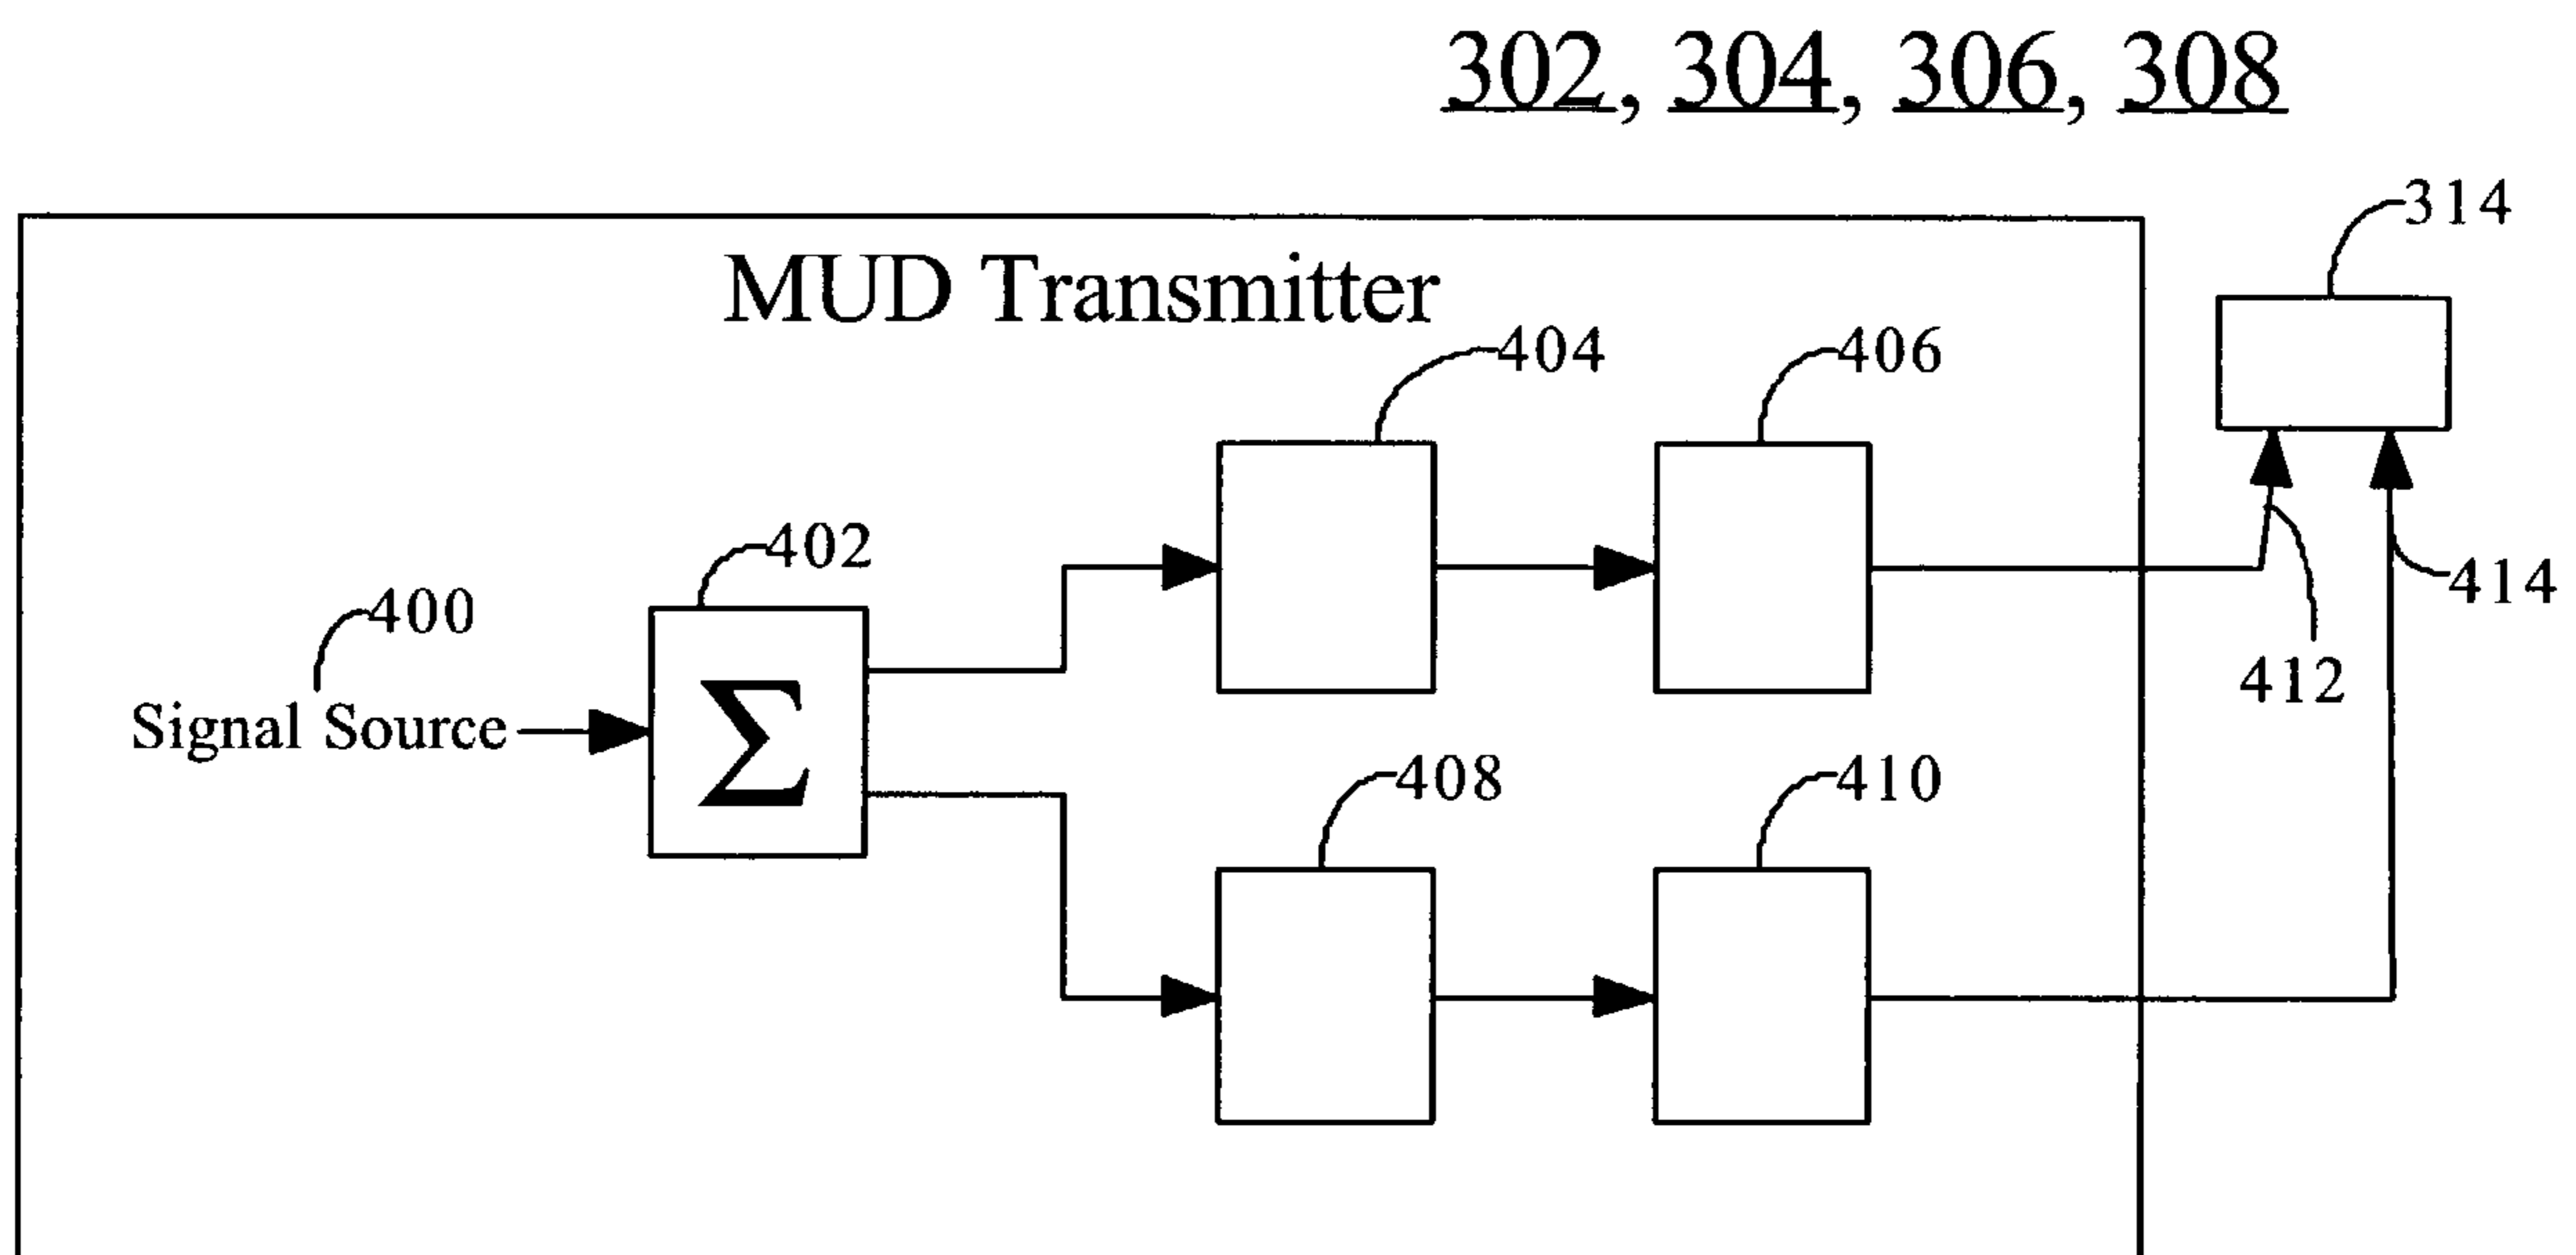 302, 304, 306, 308
314
MUD Transmitter
404
406
402
400
414
412
Signal Source
Σ
408
410